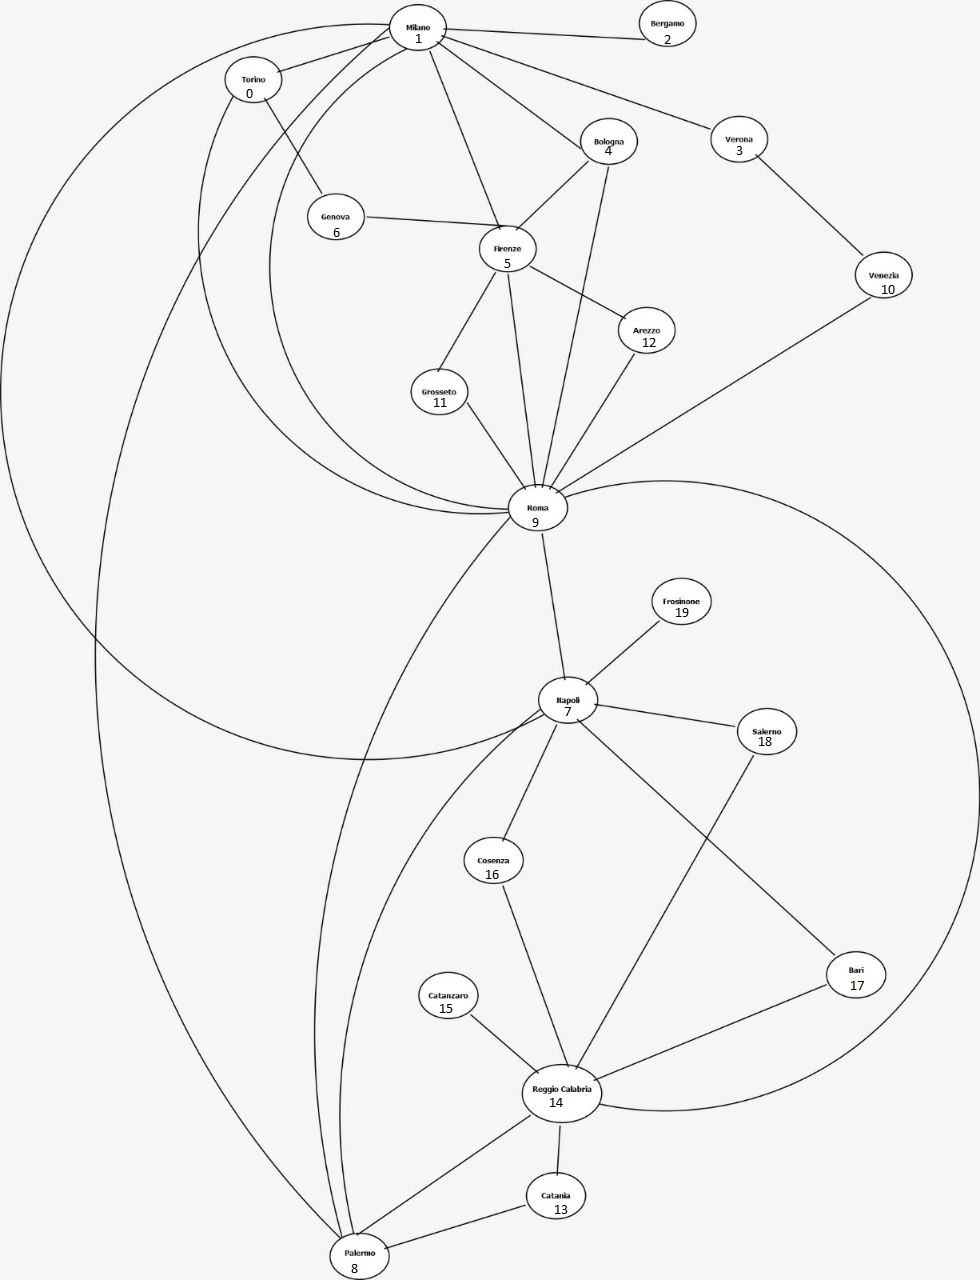 Milano
1
Bergamo
2
Torino
0
Bologna
4
Verona
3
Genova
6
Firenze
5
Venezia
10
Arezzo
12
Grosseto
11
Roma
9
Frosinone
19
Napoli
7
Salerno
18
Cosenza
16
Bari
17
Catanzaro
15
Reggio Calabria
14
Catania
13
Palermo
8